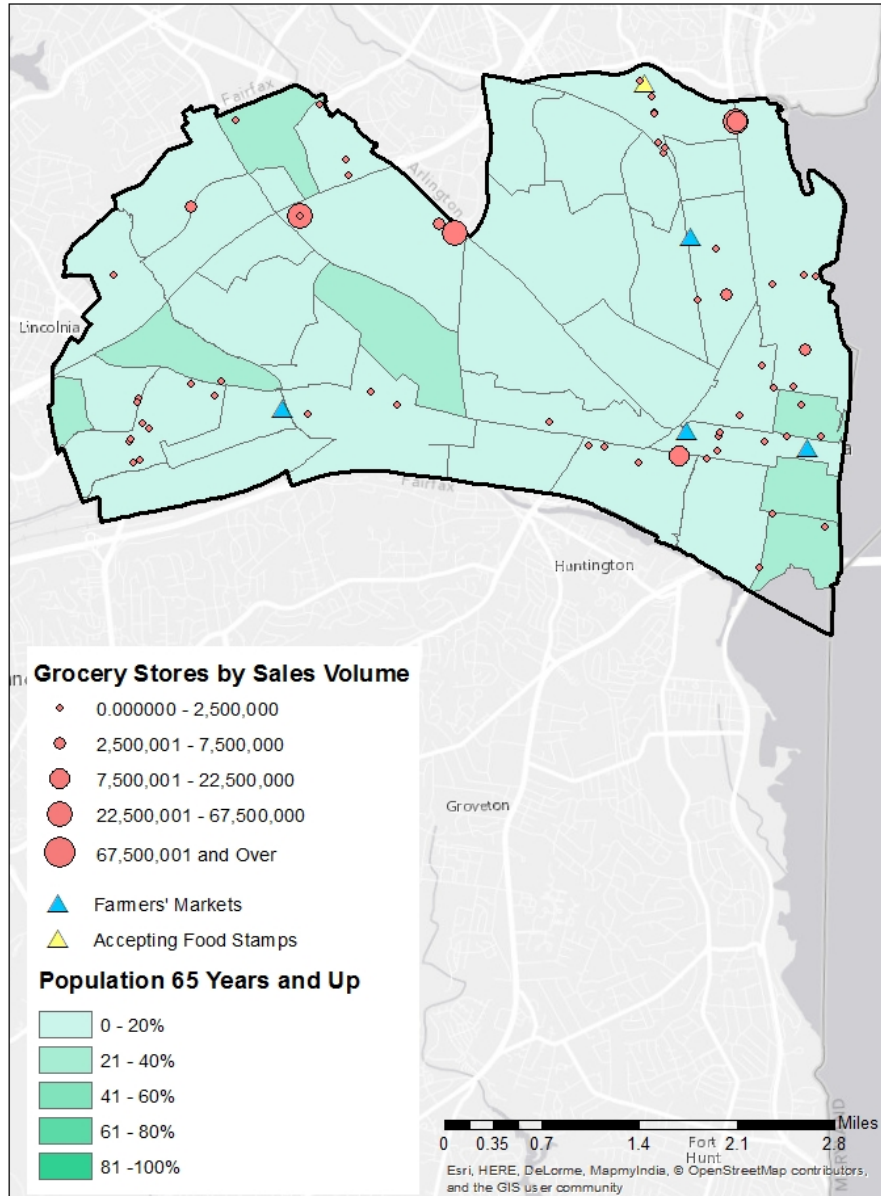 Fairfax
Arlington
Lincolnia
Fairfax
Huntington
Grocery Stores by Sales Volume
0.000000 - 2,500,000
2,500,001 - 7,500,000
7,500,001 - 22,500,000
22,500,001 - 67,500,000
67,500,001 and Over
Farmers' Markets
Accepting Food Stamps
Population 65 Years and Up
0 - 20%
21 - 40%
41 - 60%
61 - 80%
81 -100%
Groveton
Miles
0 0.35 0.7 1.4 2.1 2.8
Fort
Hunt
Esri, HERE, DeLorme, MapmyIndia, © OpenStreetMap contributors,
and the GIS user community